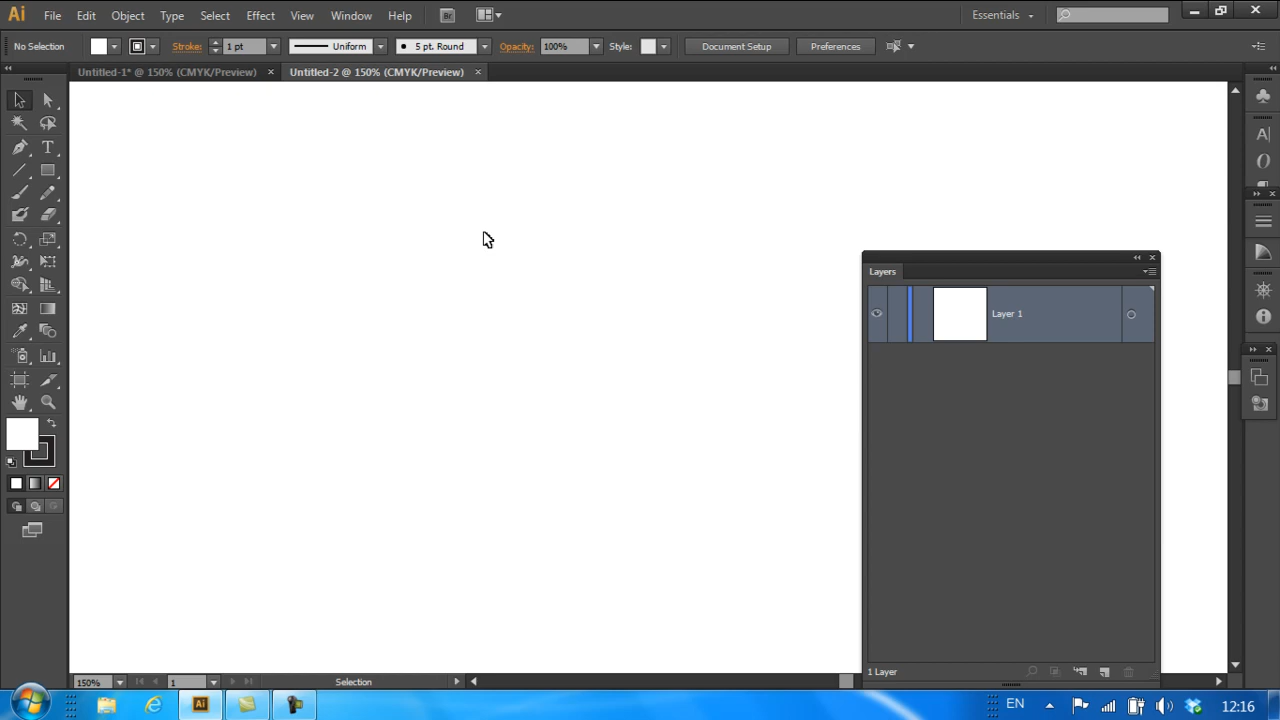 Ai File Edit Object Type Select Effect View Window Help Br Essentials
No Selection Stroke: 1 pt Uniform 5 pt. Round Opacity: 100% Style: Document Setup Preferences
Untitled-1* @ 150% (CMYK/Preview) Untitled-2 @ 150% (CMYK/Preview)
Layers
Layer 1
1 Layer
150% 1 Selection
Ai EN 12:16